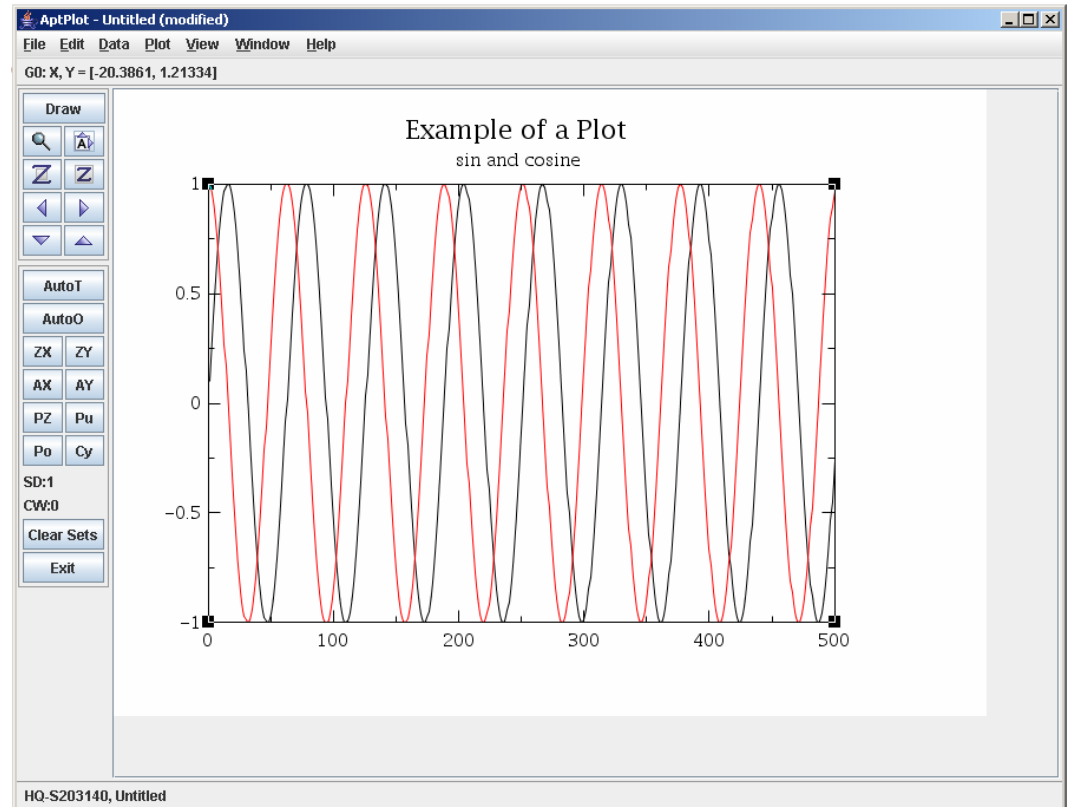 AptPlot - Untitled (modified)
File Edit Data Plot View Window Help
G0: X, Y = [-20.3861, 1.21334]
Draw
A
Z Z
AutoT
AutoO
ZX ZY
AX AY
PZ Pu
Po Cy
SD:1
CW:0
Clear Sets
Exit
Example of a Plot
sin and cosine
1
0.5
0
−0.5
−1
0 100 200 300 400 500
HQ-S203140, Untitled